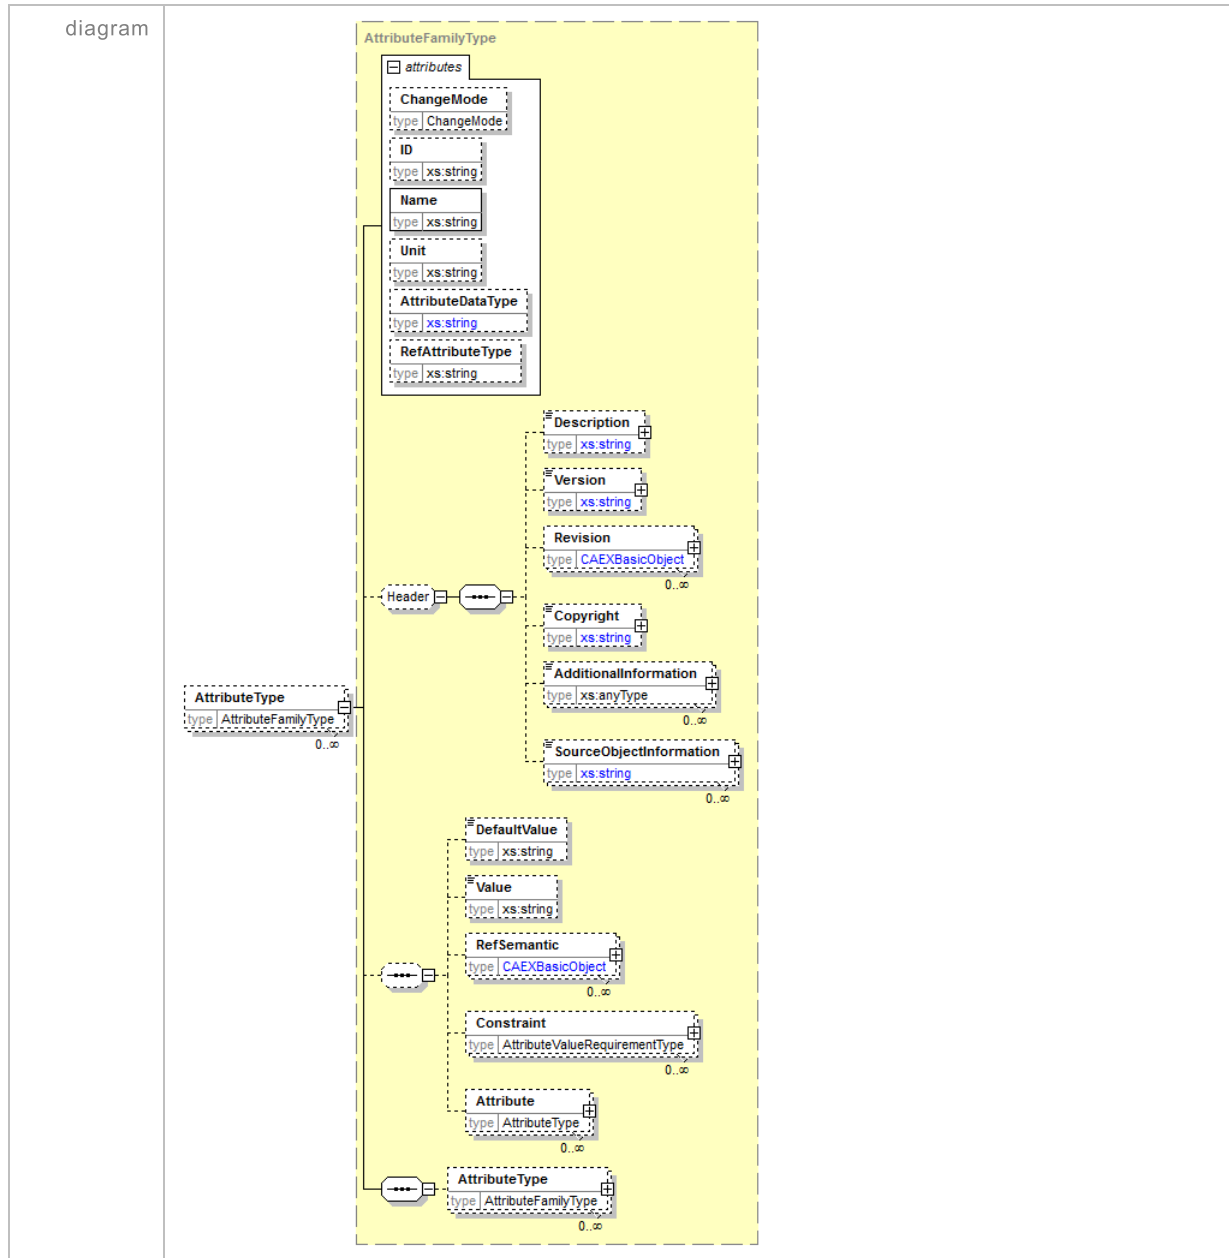 diagram
AttributeFamilyType
attributes
ChangeMode
type ChangeMode
ID
type xs:string
Name
type xs:string
Unit
type xs:string
AttributeDataType
type xs:string
RefAttributeType
type xs:string
Description
type xs:string
Version
type xs:string
Revision
type CAEXBasicObject
0..∞
Header
Copyright
type xs:string
AdditionalInformation
type xs:anyType
0..∞
AttributeType
type AttributeFamilyType
0..∞
SourceObjectInformation
type xs:string
0..∞
DefaultValue
type xs:string
Value
type xs:string
RefSemantic
type CAEXBasicObject
0..∞
Constraint
type AttributeValueRequirementType
0..∞
Attribute
type AttributeType
0..∞
AttributeType
type AttributeFamilyType
0..∞